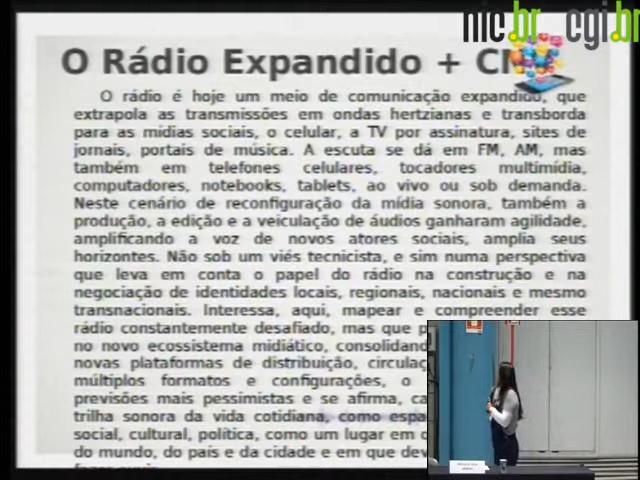 nic.br cgi.br
O Rádio Expandido +
O rádio é hoje um meio de comunicação expandido, que
extrapola as transmissões em ondas hertzianas e transborda
para as mídias sociais, o celular, a TV por assinatura, sites de
jornais, portais de música. A escuta se dá em FM, AM, mas
também em telefones celulares, tocadores multimídia,
computadores, notebooks, tablets, ao vivo ou sob demanda.
Neste cenário de reconfiguração da mídia sonora, também a
produção, a edição e a veiculação de áudios ganharam agilidade,
amplificando a voz de novos atores sociais, amplia seus
horizontes. Não sob um viés tecnicista, e sim numa perspectiva
que leva em conta o papel do rádio na construção e na
negociação de identidades locais, regionais, nacionais e mesmo
transnacionais. Interessa, aqui, mapear e compreender esse
rádio constantemente desafiado, mas que
no novo ecossistema midiático, consolidando
novas plataformas de distribuição,
múltiplos formatos e configurações, o
previsões mais pessimistas e se afirma,
trilha sonora da vida cotidiana, como
social, cultural, política, como um lugar em
do mundo, do país e da cidade e em que